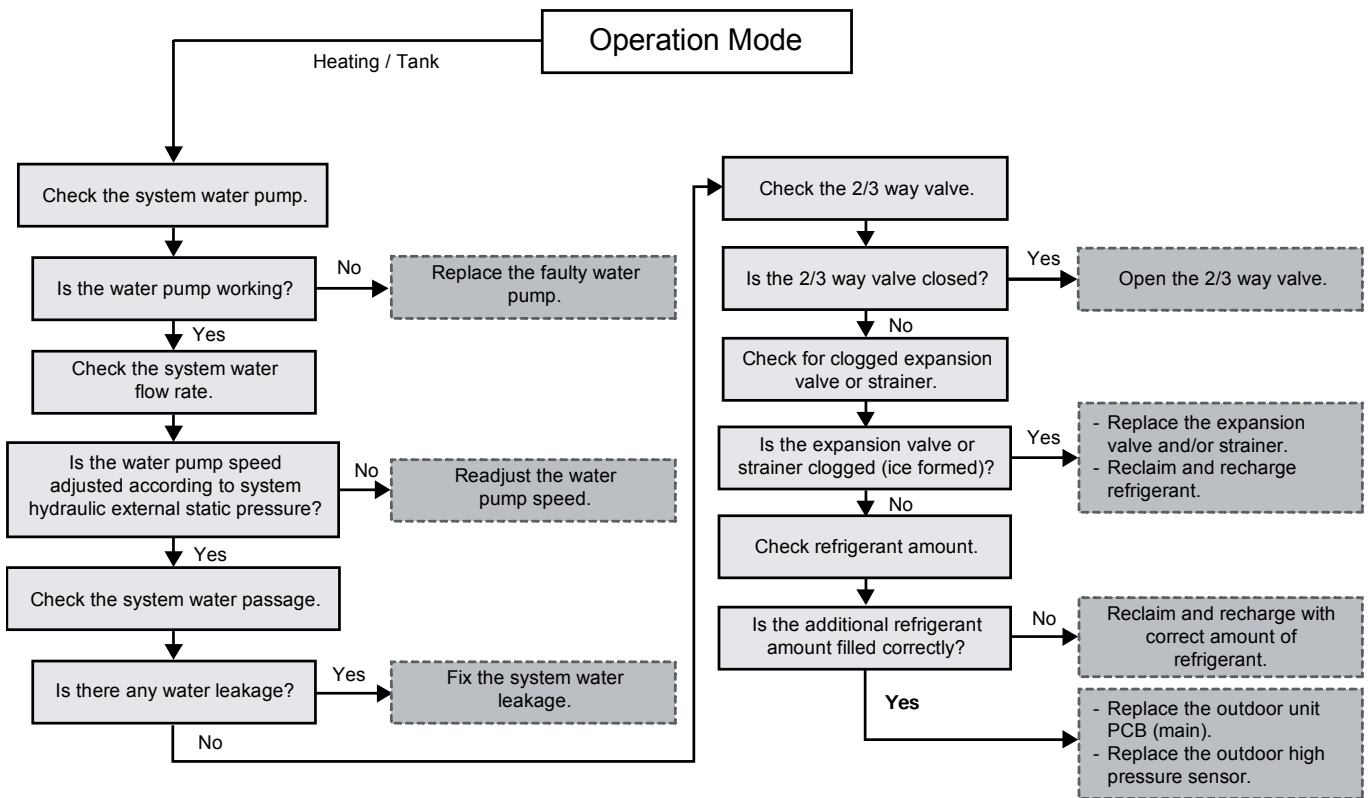 Operation Mode
Heating / Tank
Check the system water pump.
Is the water pump working?
No
Replace the faulty water
pump.
Yes
Check the system water
flow rate.
Is the water pump speed
adjusted according to system
hydraulic external static pressure?
No
Readjust the water
pump speed.
Yes
Check the system water passage.
Is there any water leakage?
Yes
Fix the system water
leakage.
No
Check the 2/3 way valve.
Is the 2/3 way valve closed?
Yes
Open the 2/3 way valve.
No
Check for clogged expansion
valve or strainer.
Is the expansion valve or
strainer clogged (ice formed)?
Yes
- Replace the expansion
valve and/or strainer.
- Reclaim and recharge
refrigerant.
No
Check refrigerant amount.
Is the additional refrigerant
amount filled correctly?
No
Reclaim and recharge with
correct amount of
refrigerant.
Yes
- Replace the outdoor unit
PCB (main).
- Replace the outdoor high
pressure sensor.